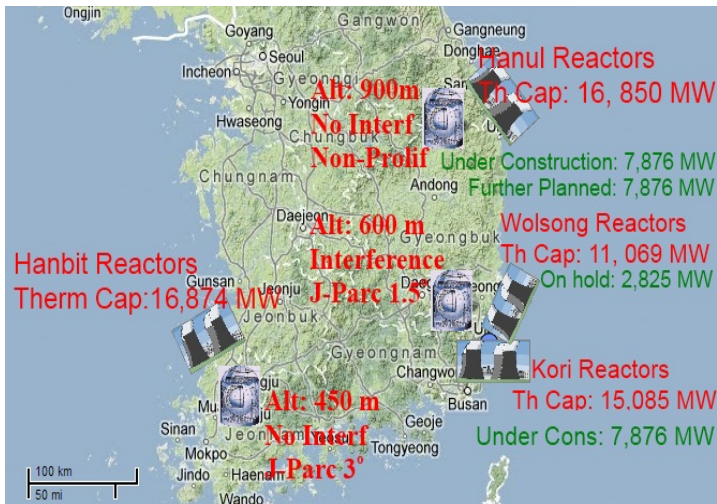 Ongjin
Gangwon
Goyang
Seoul
Gangneung
Donghae
Incheon
Gyeonggi
Yongin
Hwaseong
Chungbuk
Chungnam
Andong
Daejeon
Gyeongbuk
Gunsan
Jeonju
Jeonbuk
Gyeongnam
Changwon
Busan
Geoje
Tongyeong
Yeosu
Jeonnam
Sinan
Mokpo
Jindo
Haenam
Wando
Hanul Reactors
Th Cap: 16, 850 MW
Alt: 900m
No Interf
Non-Prolif
Under Construction: 7,876 MW
Further Planned: 7,876 MW
Alt: 600 m
Interference
J-Parc 1.5
Wolsong Reactors
Th Cap: 11, 069 MW
On hold: 2,825 MW
Hanbit Reactors
Therm Cap:16,874 MW
Kori Reactors
Th Cap: 15,085 MW
Under Cons: 7,876 MW
Alt: 450 m
No Interf
J-Parc 3°
100 km
50 mi